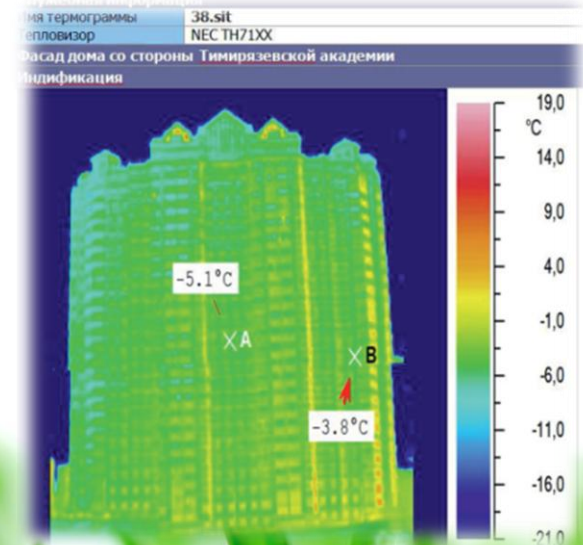 Имя термограммы 38.sit
Тепловизор NEC TH71XX
Фасад дома со стороны Тимирязевской академии
Индификация
19,0
°C
14,0
9,0
4,0
-5.1°C
-1,0
A
B
-6,0
-3.8°C
-11,0
-16,0
-21,0